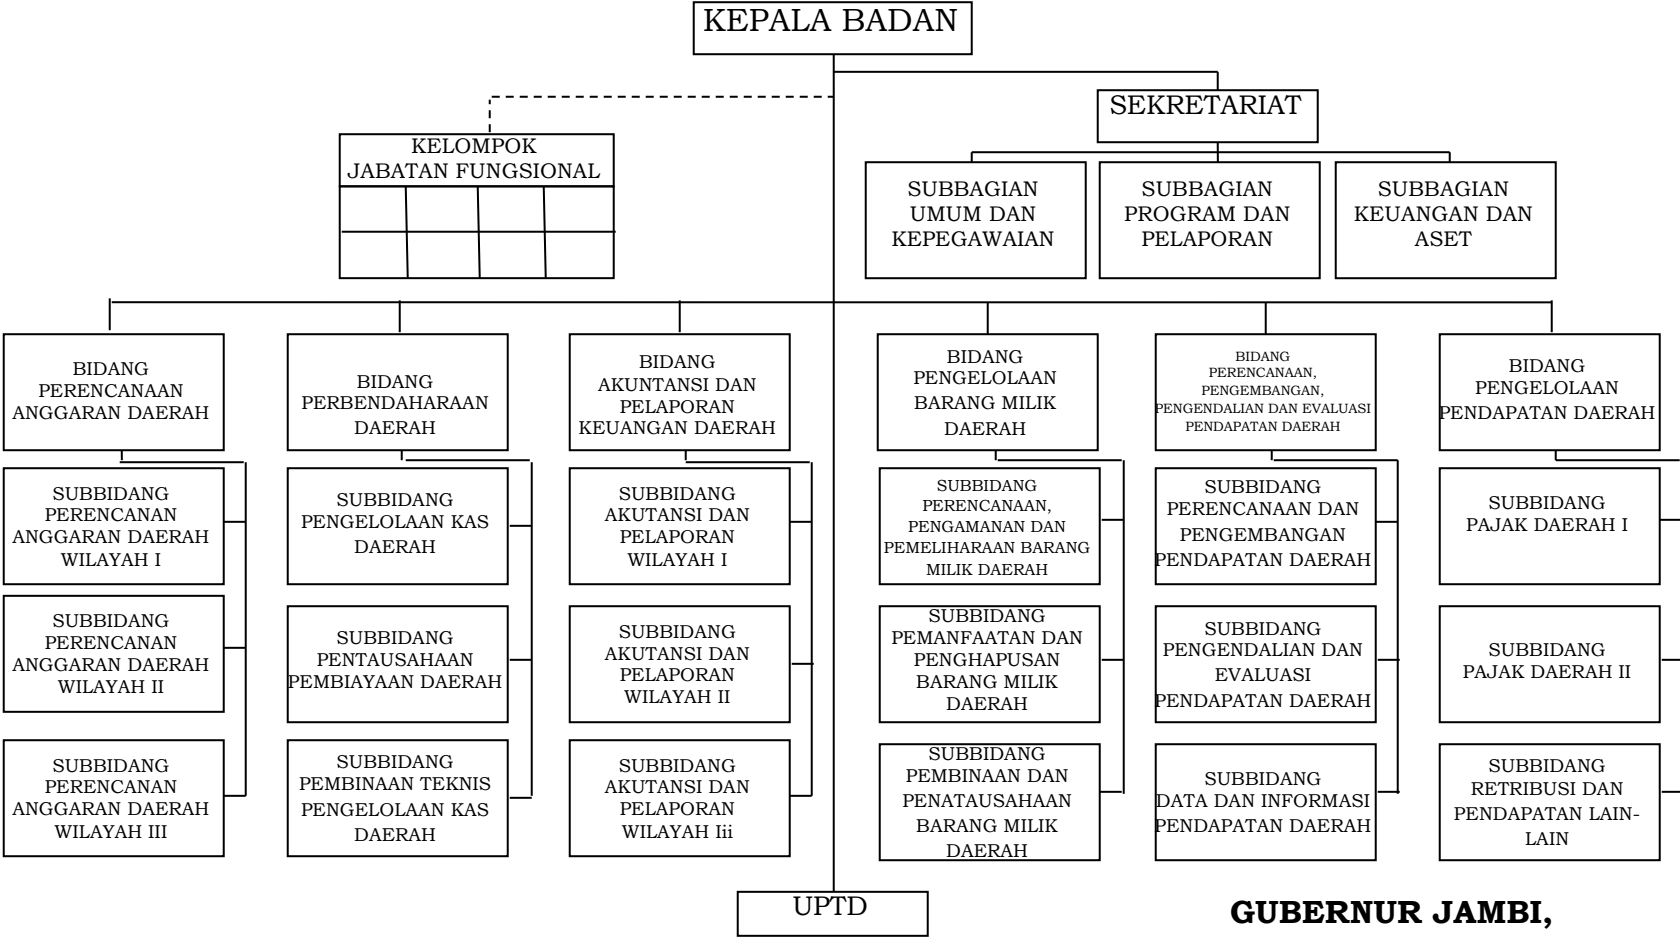 KEPALA BADAN
SEKRETARIAT
KELOMPOK
JABATAN FUNGSIONAL
SUBBAGIAN
UMUM DAN
KEPEGAWAIAN
SUBBAGIAN
PROGRAM DAN
PELAPORAN
SUBBAGIAN
KEUANGAN DAN
ASET
BIDANG
PERENCANAAN
ANGGARAN DAERAH
BIDANG
PERBENDAHARAAN
DAERAH
BIDANG
AKUNTANSI DAN
PELAPORAN
KEUANGAN DAERAH
BIDANG
PENGELOLAAN
BARANG MILIK
DAERAH
BIDANG
PERENCANAAN,
PENGEMBANGAN,
PENGENDALIAN DAN EVALUASI
PENDAPATAN DAERAH
BIDANG
PENGELOLAAN
PENDAPATAN DAERAH
SUBBIDANG
PERENCANAN
ANGGARAN DAERAH
WILAYAH I
SUBBIDANG
PENGELOLAAN KAS
DAERAH
SUBBIDANG
AKUTANSI DAN
PELAPORAN
WILAYAH I
SUBBIDANG
PERENCANAAN,
PENGAMANAN DAN
PEMELIHARAAN BARANG
MILIK DAERAH
SUBBIDANG
PERENCANAAN DAN
PENGEMBANGAN
PENDAPATAN DAERAH
SUBBIDANG
PAJAK DAERAH I
SUBBIDANG
PERENCANAN
ANGGARAN DAERAH
WILAYAH II
SUBBIDANG
PENTAUSAHAAN
PEMBIAYAAN DAERAH
SUBBIDANG
AKUTANSI DAN
PELAPORAN
WILAYAH II
SUBBIDANG
PEMANFAATAN DAN
PENGHAPUSAN
BARANG MILIK
DAERAH
SUBBIDANG
PENGENDALIAN DAN
EVALUASI
PENDAPATAN DAERAH
SUBBIDANG
PAJAK DAERAH II
SUBBIDANG
PERENCANAN
ANGGARAN DAERAH
WILAYAH III
SUBBIDANG
PEMBINAAN TEKNIS
PENGELOLAAN KAS
DAERAH
SUBBIDANG
AKUTANSI DAN
PELAPORAN
WILAYAH Iii
SUBBIDANG
PEMBINAAN DAN
PENATAUSAHAAN
BARANG MILIK
DAERAH
SUBBIDANG
DATA DAN INFORMASI
PENDAPATAN DAERAH
SUBBIDANG
RETRIBUSI DAN
PENDAPATAN LAIN-
LAIN
UPTD
GUBERNUR JAMBI,